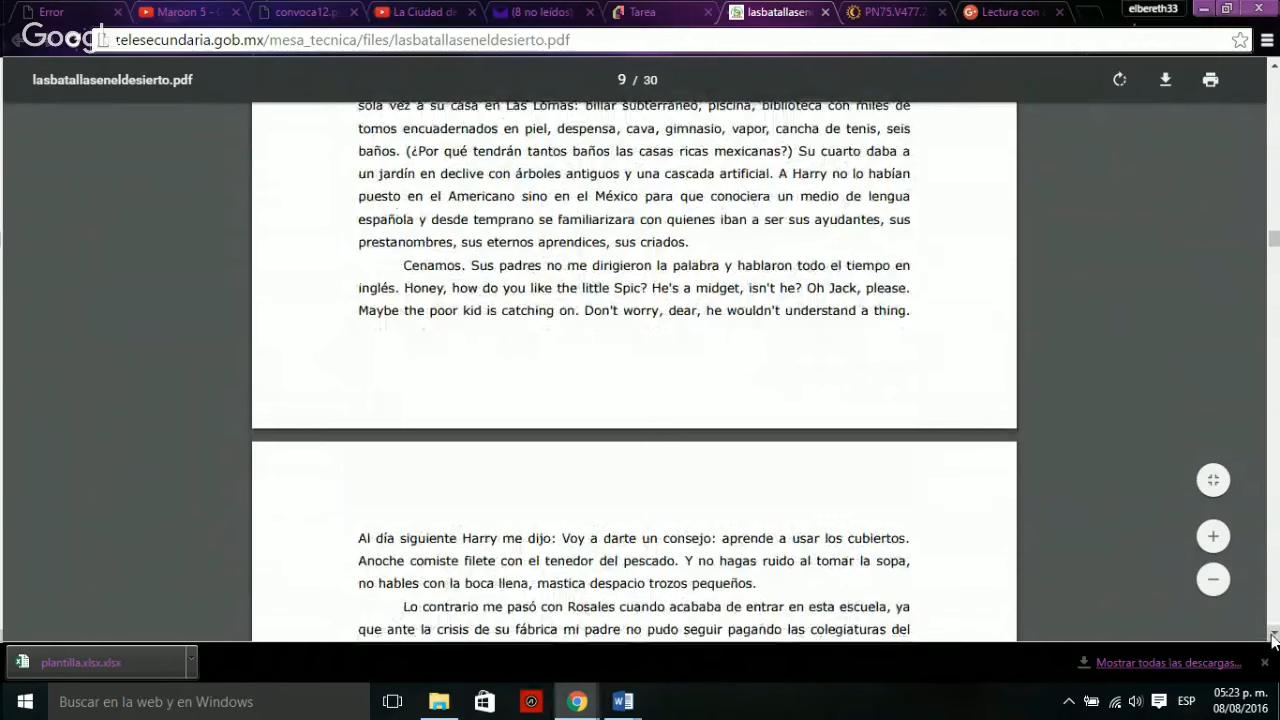 Error
Maroon 5 - C
convoca12.p
La Ciudad de
(8 no leídos)
Tarea
lasbatallasen
PN75.V477.2
Lectura con
elbereth33
Google
telesecundaria.gob.mx/mesa_tecnica/files/lasbatallaseneldesierto.pdf
lasbatallaseneldesierto.pdf
9 / 30
sola vez a su casa en Las Lomas: billar subterráneo, piscina, biblioteca con miles de
tomos encuadernados en piel, despensa, cava, gimnasio, vapor, cancha de tenis, seis
baños. (¿Por qué tendrán tantos baños las casas ricas mexicanas?) Su cuarto daba a
un jardín en declive con árboles antiguos y una cascada artificial. A Harry no lo habían
puesto en el Americano sino en el México para que conociera un medio de lengua
española y desde temprano se familiarizara con quienes iban a ser sus ayudantes, sus
prestanombres, sus eternos aprendices, sus criados.
Cenamos. Sus padres no me dirigieron la palabra y hablaron todo el tiempo en
inglés. Honey, how do you like the little Spic? He's a midget, isn't he? Oh Jack, please.
Maybe the poor kid is catching on. Don't worry, dear, he wouldn't understand a thing.
Al día siguiente Harry me dijo: Voy a darte un consejo: aprende a usar los cubiertos.
Anoche comiste filete con el tenedor del pescado. Y no hagas ruido al tomar la sopa,
no hables con la boca llena, mastica despacio trozos pequeños.
Lo contrario me pasó con Rosales cuando acababa de entrar en esta escuela, ya
que ante la crisis de su fábrica mi padre no pudo seguir pagando las colegiaturas del
plantilla.xlsx.xlsx
Mostrar todas las descargas...
Buscar en la web y en Windows
ESP
05:23 p. m.
08/08/2016